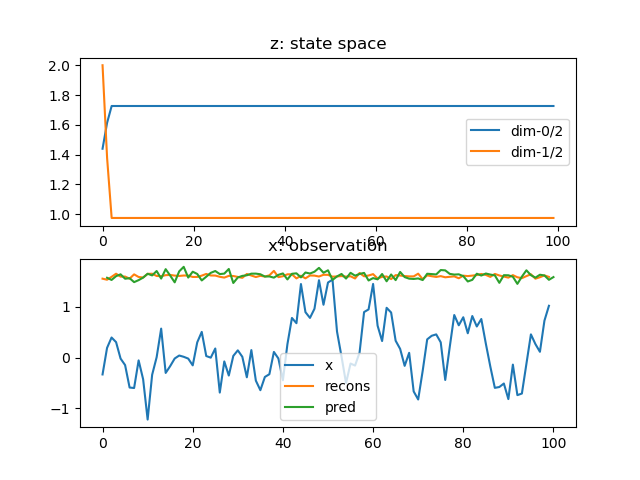 z: state space
2.0
1.8
1.6
1.4
1.2
1.0
dim-0/2
dim-1/2
0 20 40 60 80 100
x: observation
1
0
−1
x
recons
pred
0 20 40 60 80 100